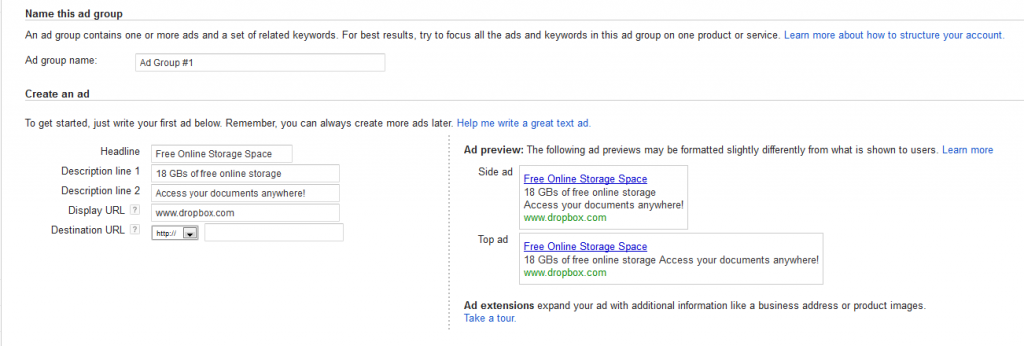 Name this ad group
An ad group contains one or more ads and a set of related keywords. For best results, try to focus all the ads and keywords in this ad group on one product or service. Learn more about how to structure your account.
Ad group name: Ad Group #1
Create an ad
To get started, just write your first ad below. Remember, you can always create more ads later. Help me write a great text ad.
Headline Free Online Storage Space
Description line 1 18 GBs of free online storage
Description line 2 Access your documents anywhere!
Display URL ? www.dropbox.com
Destination URL ? http://
Ad preview: The following ad previews may be formatted slightly differently from what is shown to users. Learn more
Side ad
Free Online Storage Space
18 GBs of free online storage
Access your documents anywhere!
www.dropbox.com
Top ad
Free Online Storage Space
18 GBs of free online storage Access your documents anywhere!
www.dropbox.com
Ad extensions expand your ad with additional information like a business address or product images.
Take a tour.